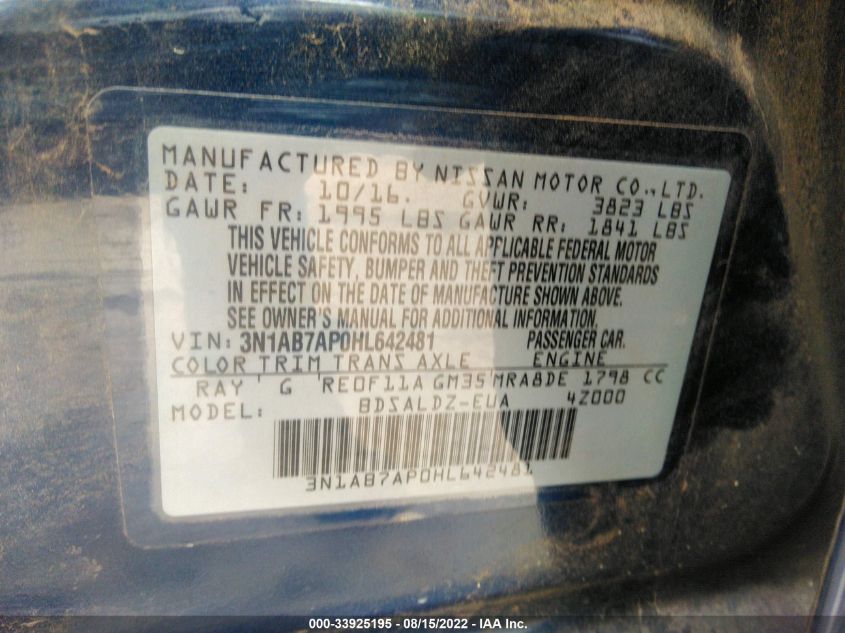 MANUFACTURED BY NISSAN MOTOR CO., LTD.
DATE: 10/16. GVWR: 3823 LBS
GAWR FR: 1995 LBS GAWR RR: 1841 LBS
THIS VEHICLE CONFORMS TO ALL APPLICABLE FEDERAL MOTOR
VEHICLE SAFETY, BUMPER AND THEFT PREVENTION STANDARDS
IN EFFECT ON THE DATE OF MANUFACTURE SHOWN ABOVE.
SEE OWNER'S MANUAL FOR ADDITIONAL INFORMATION.
VIN: 3N1AB7AP0HL642481 PASSENGER CAR.
COLOR TRIM TRANS AXLE ENGINE
RAY G RE0F11A GM35 MRA8DE 1798 CC
MODEL: BDSALDZ-EUA 4Z000
3N1AB7AP0HL642481
000-33925195 - 08/15/2022 - IAA Inc.